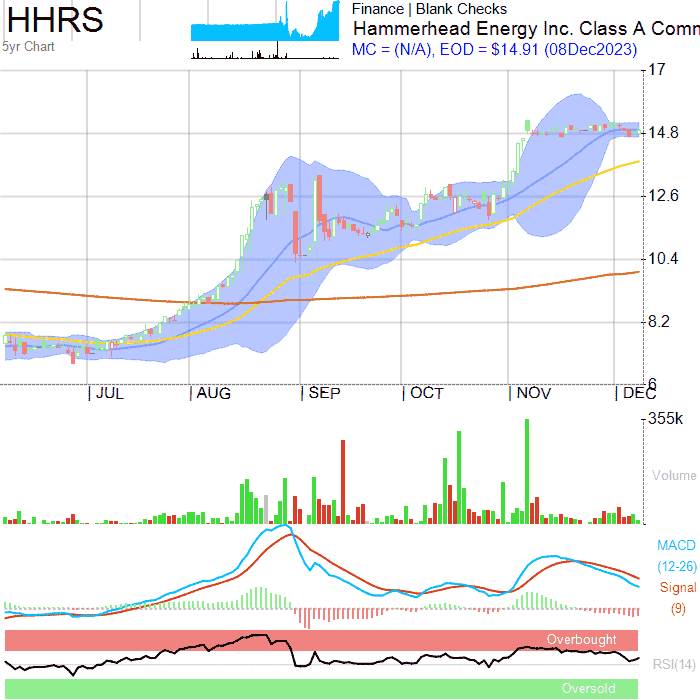 HHRS
5yr Chart
Finance | Blank Checks
Hammerhead Energy Inc. Class A Comm
MC = (N/A), EOD = $14.91 (08Dec2023)
17
14.8
12.6
10.4
8.2
6
JUL
AUG
SEP
OCT
NOV
DEC
355k
Volume
MACD
(12-26)
Signal
(9)
Overbought
RSI(14)
Oversold